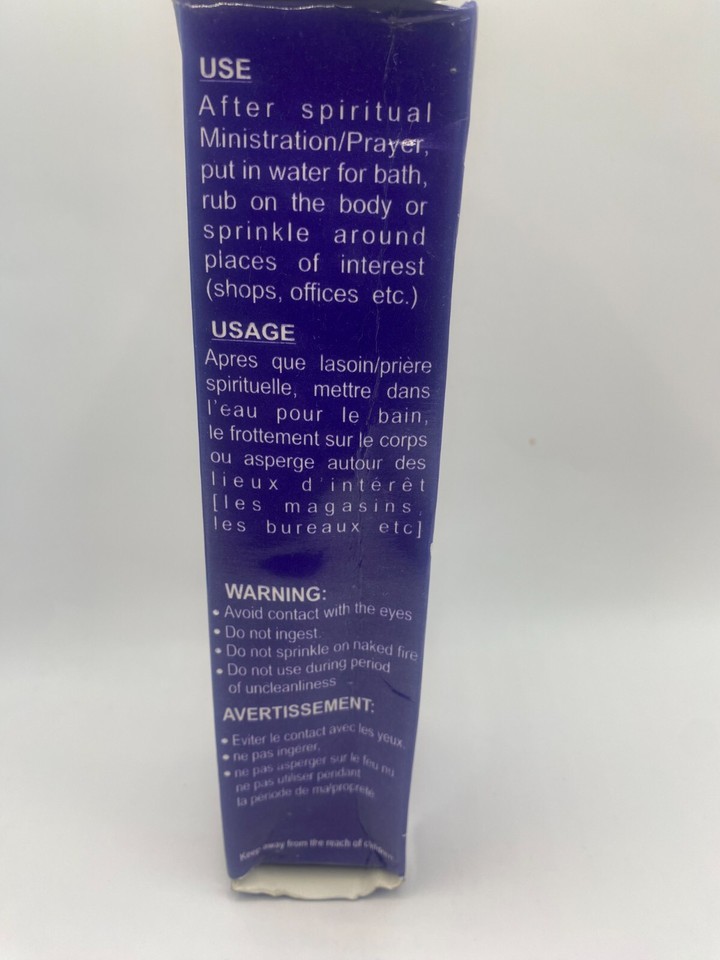 USE
After spiritual
Ministration/Prayer,
put in water for bath,
rub on the body or
sprinkle around
places of interest
(shops, offices etc.)
USAGE
Apres que lasoin/prière
spirituelle, mettre dans
l'eau pour le bain,
le frottement sur le corps
ou asperge autour des
lieux d'intérêt
[les magasins,
les bureaux etc]
WARNING:
• Avoid contact with the eyes
• Do not ingest.
• Do not sprinkle on naked fire
• Do not use during period
of uncleanliness
AVERTISSEMENT:
• Eviter le contact avec les yeux.
• ne pas ingérer,
• ne pas asperger sur le feu nu
ne pas utiliser pendant
la période de malpropreté
Keep away from the reach of children